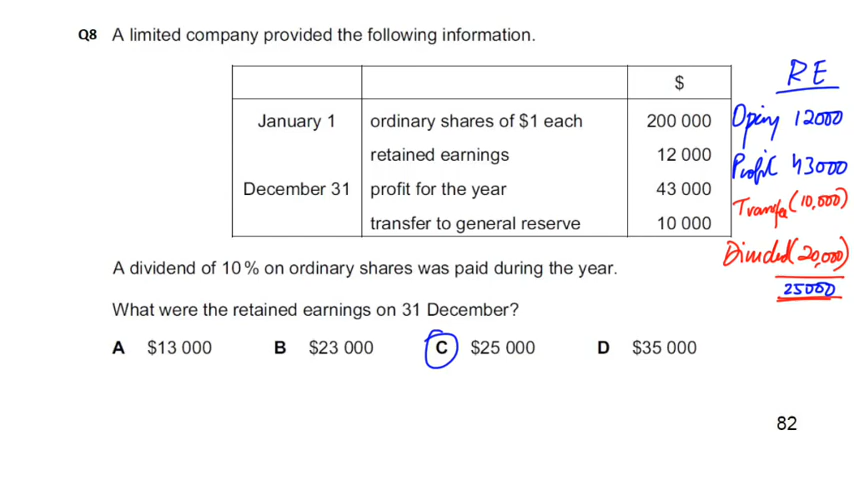 Q8 A limited company provided the following information.
$
January 1 ordinary shares of $1 each 200 000
retained earnings 12 000
December 31 profit for the year 43 000
transfer to general reserve 10 000
A dividend of 10% on ordinary shares was paid during the year.
What were the retained earnings on 31 December?
A $13 000 B $23 000 C $25 000 D $35 000
RE
Opening 12000
Profit 43000
Transfer (10,000)
Dividend (20,000)
25000
82